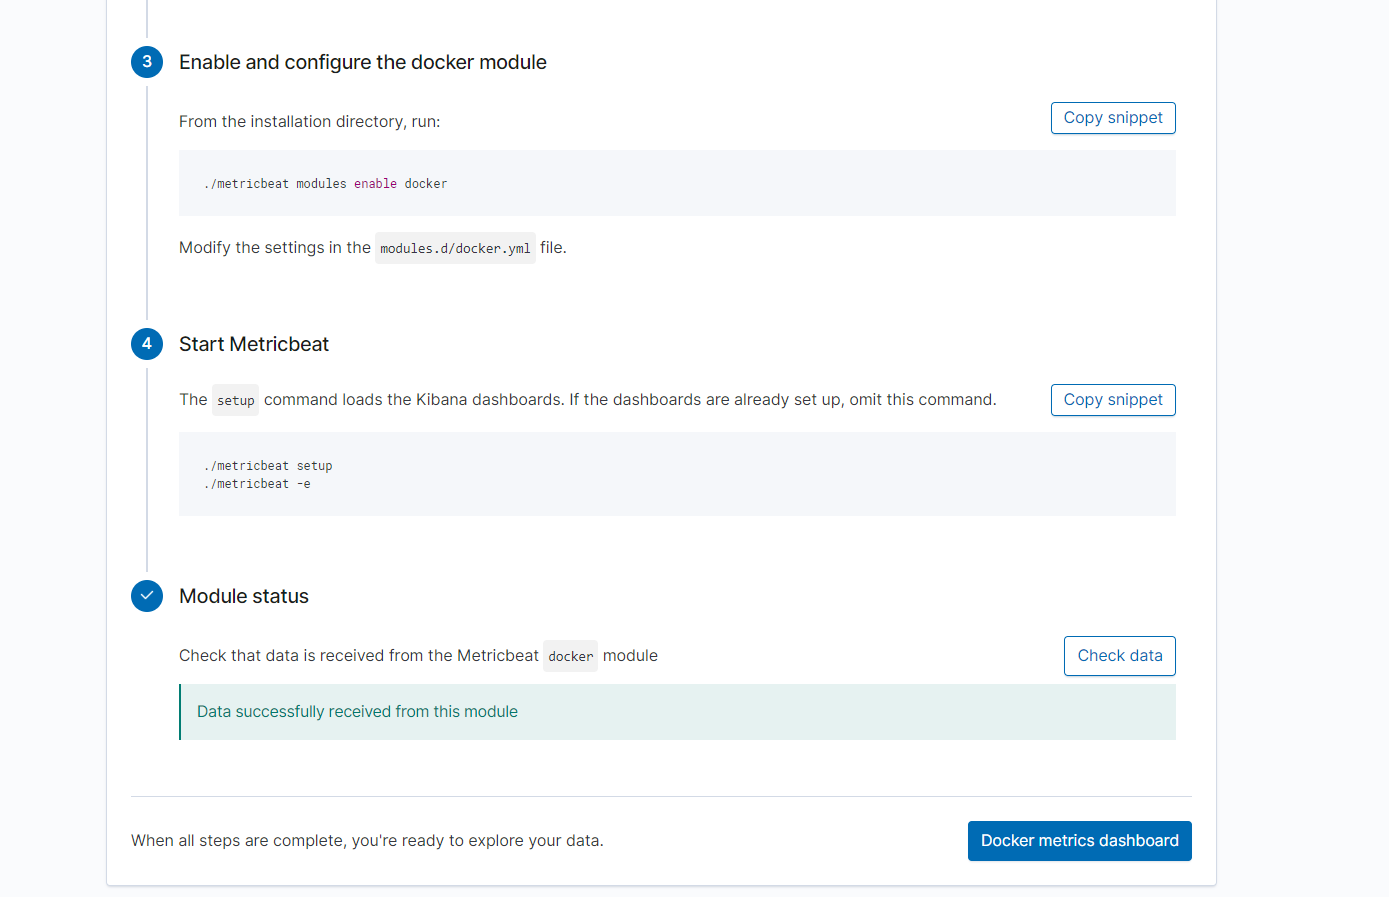 3 Enable and configure the docker module
From the installation directory, run:
Copy snippet
./metricbeat modules enable docker
Modify the settings in the modules.d/docker.yml file.
4 Start Metricbeat
The setup command loads the Kibana dashboards. If the dashboards are already set up, omit this command.
Copy snippet
./metricbeat setup
./metricbeat -e
Module status
Check that data is received from the Metricbeat docker module
Check data
Data successfully received from this module
When all steps are complete, you're ready to explore your data.
Docker metrics dashboard